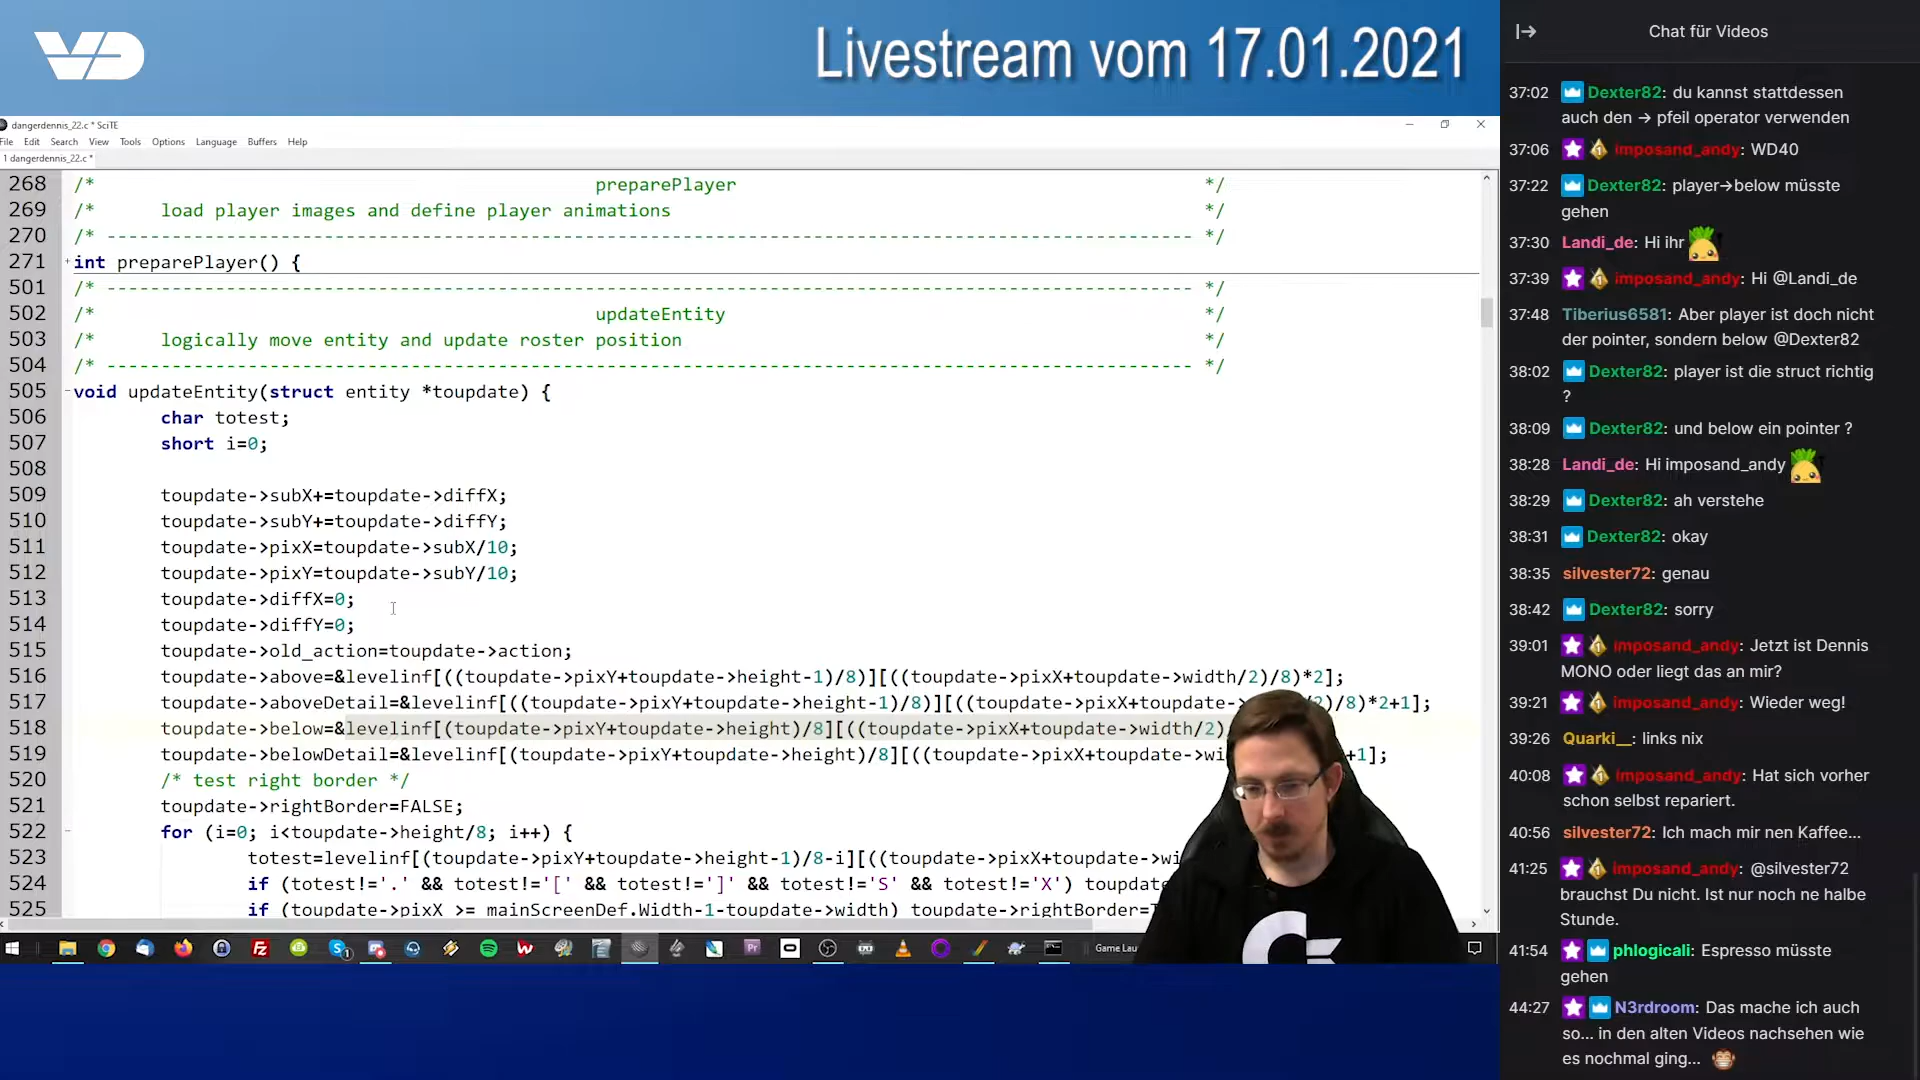 VD
Livestream vom 17.01.2021
dangerdennis_22.c * SciTE
File Edit Search View Tools Options Language Buffers Help
1 dangerdennis_22.c *
268 /* preparePlayer */
269 /* load player images and define player animations */
270 /* ---------------------------------------------------------------------------------------------------- */
271 int preparePlayer() {
501 /* ---------------------------------------------------------------------------------------------------- */
502 /* updateEntity */
503 /* logically move entity and update roster position */
504 /* ---------------------------------------------------------------------------------------------------- */
505 void updateEntity(struct entity *toupdate) {
506 char totest;
507 short i=0;
508
509 toupdate->subX+=toupdate->diffX;
510 toupdate->subY+=toupdate->diffY;
511 toupdate->pixX=toupdate->subX/10;
512 toupdate->pixY=toupdate->subY/10;
513 toupdate->diffX=0;
514 toupdate->diffY=0;
515 toupdate->old_action=toupdate->action;
516 toupdate->above=&levelinf[((toupdate->pixY+toupdate->height-1)/8)][((toupdate->pixX+toupdate->width/2)/8)*2];
517 toupdate->aboveDetail=&levelinf[((toupdate->pixY+toupdate->height-1)/8)][((toupdate->pixX+toupdate-> /2)/8)*2+1];
518 toupdate->below=&levelinf[(toupdate->pixY+toupdate->height)/8][((toupdate->pixX+toupdate->width/2)
519 toupdate->belowDetail=&levelinf[(toupdate->pixY+toupdate->height)/8][((toupdate->pixX+toupdate->wi +1];
520 /* test right border */
521 toupdate->rightBorder=FALSE;
522 for (i=0; i<toupdate->height/8; i++) {
523 totest=levelinf[(toupdate->pixY+toupdate->height-1)/8-i][((toupdate->pixX+toupdate->wi
524 if (totest!='.' && totest!='[' && totest!=']' && totest!='S' && totest!='X') toupdate
525 if (toupdate->pixX >= mainScreenDef.Width-1-toupdate->width) toupdate->rightBorder=
Game Lau
Chat für Videos
37:02 Dexter82: du kannst stattdessen
auch den → pfeil operator verwenden
37:06 imposand_andy: WD40
37:22 Dexter82: player→below müsste
gehen
37:30 Landi_de: Hi ihr
37:39 imposand_andy: Hi @Landi_de
37:48 Tiberius6581: Aber player ist doch nicht
der pointer, sondern below @Dexter82
38:02 Dexter82: player ist die struct richtig
?
38:09 Dexter82: und below ein pointer ?
38:28 Landi_de: Hi imposand_andy
38:29 Dexter82: ah verstehe
38:31 Dexter82: okay
38:35 silvester72: genau
38:42 Dexter82: sorry
39:01 imposand_andy: Jetzt ist Dennis
MONO oder liegt das an mir?
39:21 imposand_andy: Wieder weg!
39:26 Quarki__: links nix
40:08 imposand_andy: Hat sich vorher
schon selbst repariert.
40:56 silvester72: Ich mach mir nen Kaffee...
41:25 imposand_andy: @silvester72
brauchst Du nicht. Ist nur noch ne halbe
Stunde.
41:54 phlogicali: Espresso müsste
gehen
44:27 N3rdroom: Das mache ich auch
so... in den alten Videos nachsehen wie
es nochmal ging...